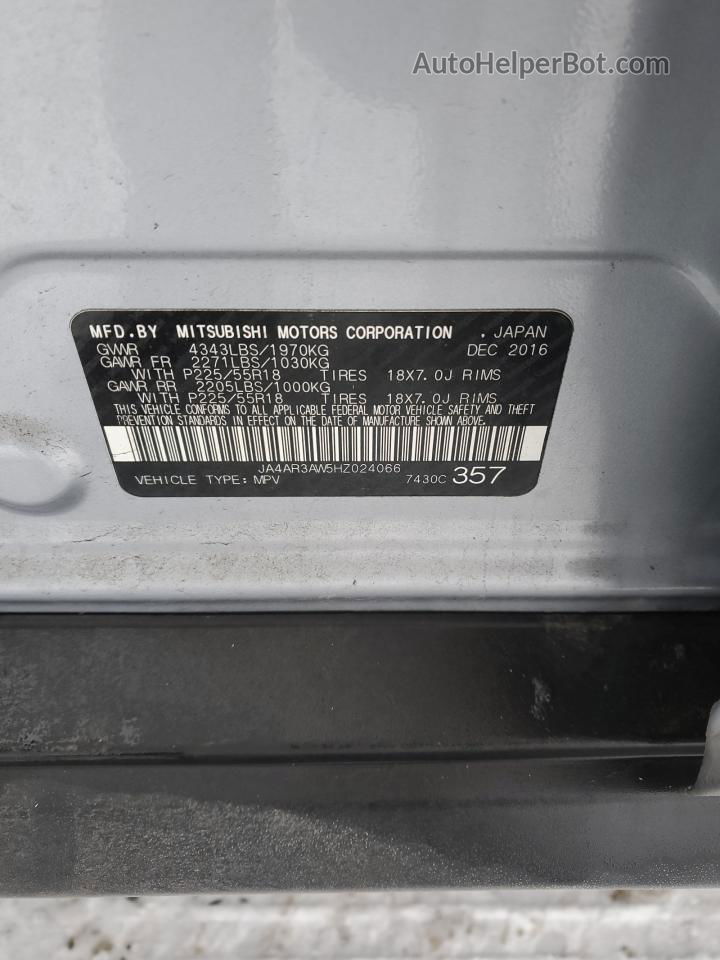 AutoHelperBot.com
MFD.BY MITSUBISHI MOTORS CORPORATION . JAPAN
GVWR 4343LBS/1970KG DEC 2016
GAWR FR 2271LBS/1030KG
WITH P225/55R18 TIRES 18X7.0J RIMS
GAWR RR 2205LBS/1000KG
WITH P225/55R18 TIRES 18X7.0J RIMS
THIS VEHICLE CONFORMS TO ALL APPLICABLE FEDERAL MOTOR VEHICLE SAFETY AND THEFT
PREVENTION STANDARDS IN EFFECT ON THE DATE OF MANUFACTURE SHOWN ABOVE.
JA4AR3AW5HZ024066
VEHICLE TYPE: MPV 7430C 357